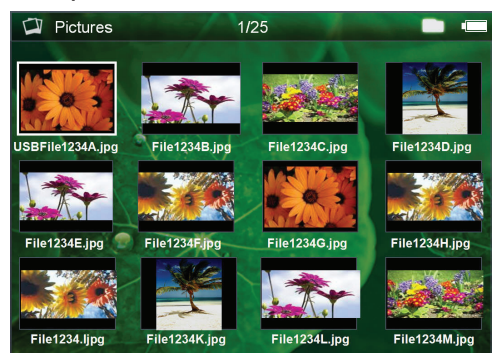 Pictures 1/25
USBFile1234A.jpg File1234B.jpg File1234C.jpg File1234D.jpg
File1234E.jpg File1234F.jpg File1234G.jpg File1234H.jpg
File1234.Ijpg File1234K.jpg File1234L.jpg File1234M.jpg